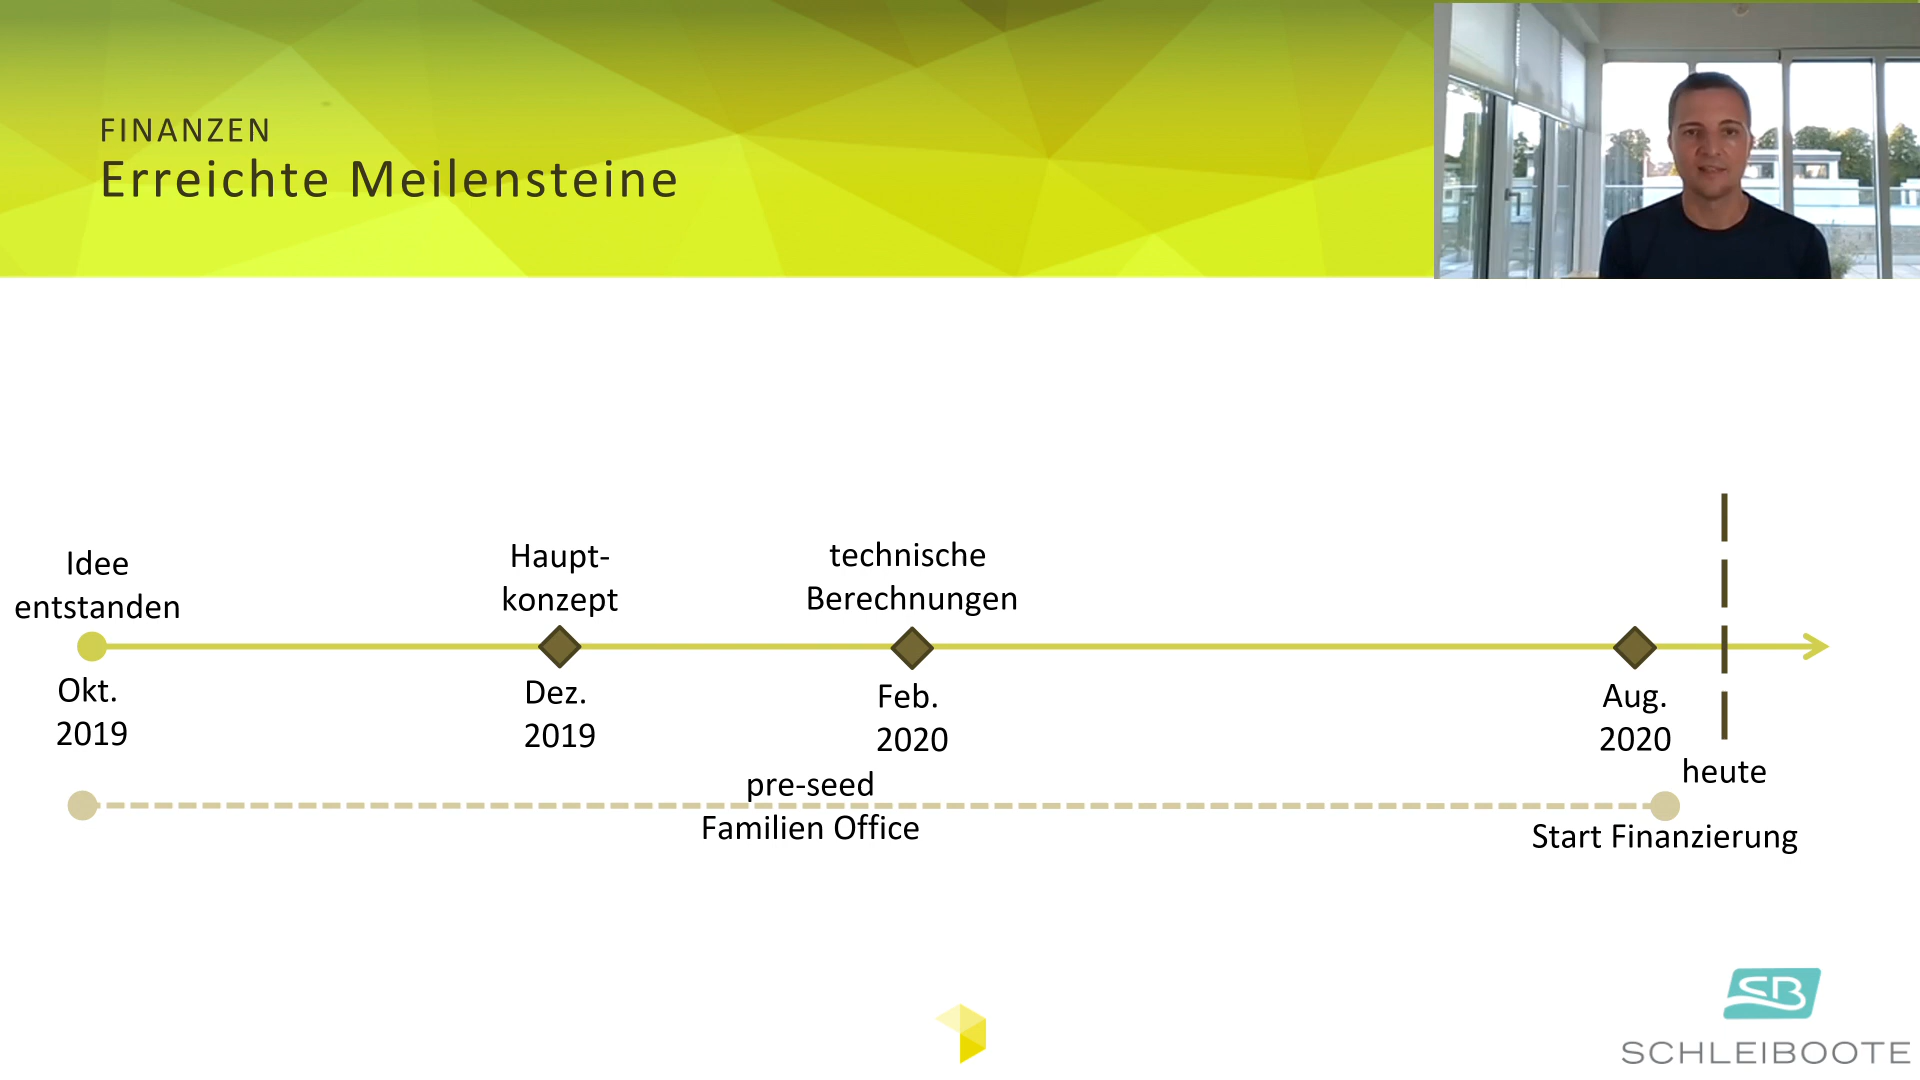 FINANZEN
Erreichte Meilensteine
Idee
entstanden
Haupt-
konzept
technische
Berechnungen
Okt.
2019
Dez.
2019
Feb.
2020
Aug.
2020
heute
pre-seed
Familien Office
Start Finanzierung
SB
SCHLEIBOOTE